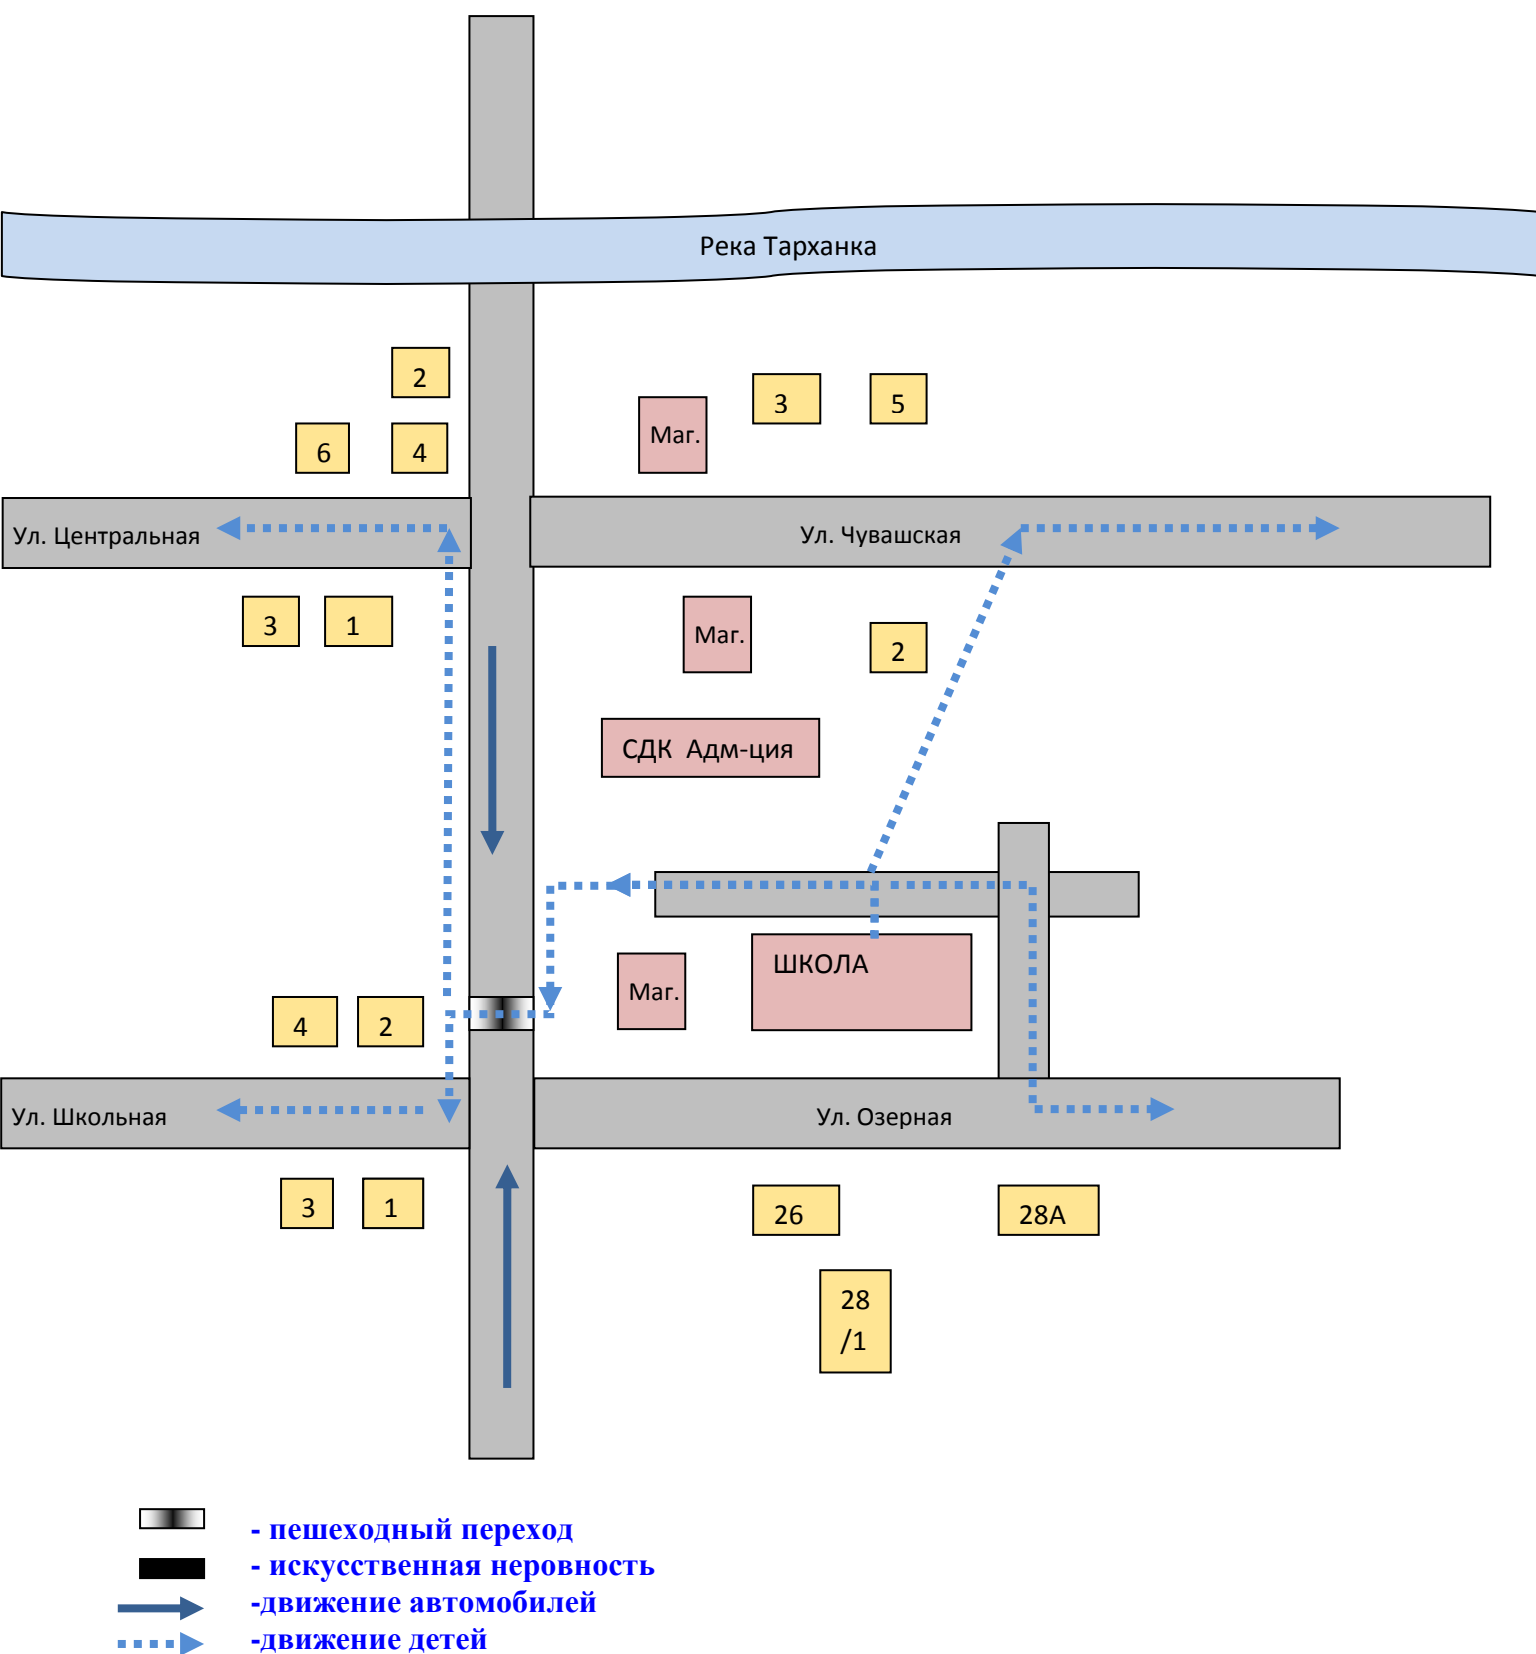 Река Тарханка
2
3
5
Маг.
6
4
Ул. Центральная
Ул. Чувашская
3
1
Маг.
2
СДК  Адм-ция
ШКОЛА
Маг.
4
2
Ул. Школьная
Ул. Озерная
3
1
26
28А
28
/1
- пешеходный переход
- искусственная неровность
-движение автомобилей
-движение детей